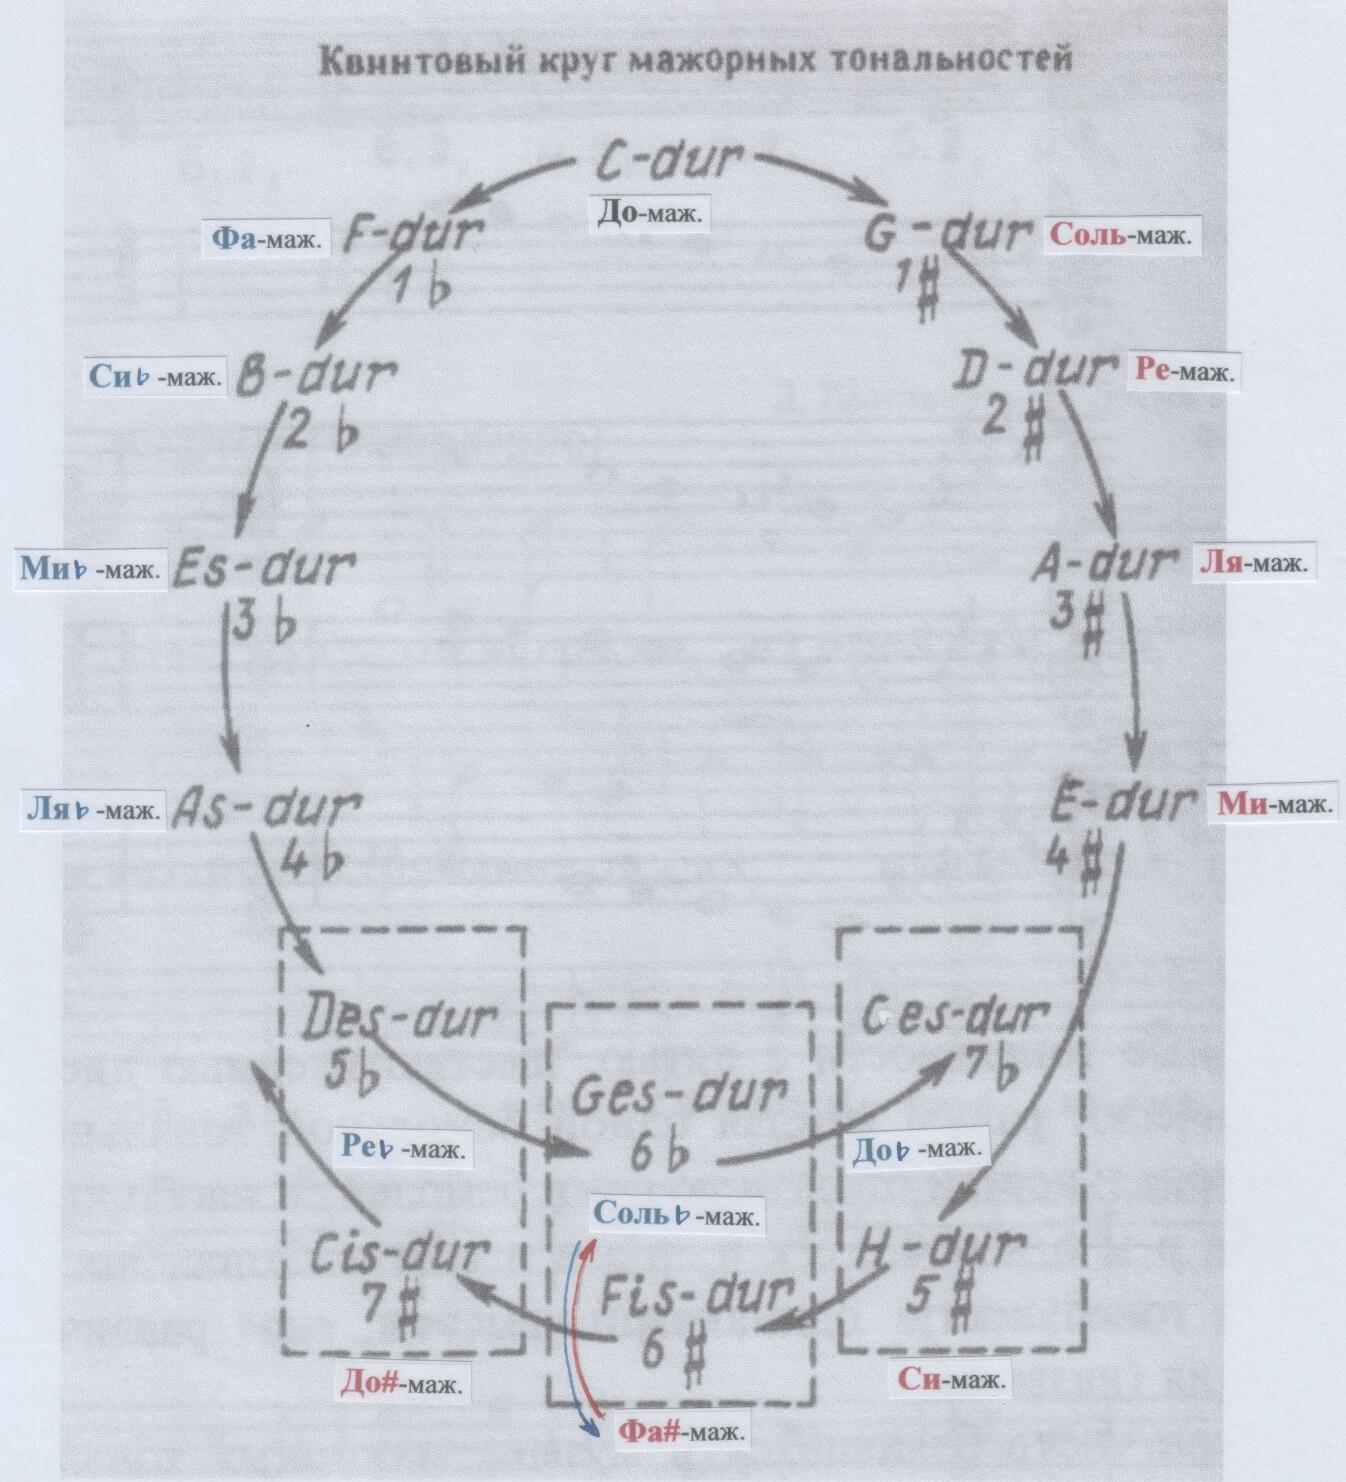 Квинтовый круг мажорных тональностей
C-dur
До-маж.
Фа-маж. F-dur
1♭
G-dur Соль-маж.
1#
Си♭-маж. B-dur
2♭
D-dur Ре-маж.
2#
Ми♭-маж. Es-dur
3♭
A-dur Ля-маж.
3#
Ля♭-маж. As-dur
4♭
E-dur Ми-маж.
4#
Des-dur
5♭
Ре♭-маж.
Ges-dur
6♭
Соль♭-маж.
Ces-dur
7♭
До♭-маж.
Cis-dur
7#
До#-маж.
Fis-dur
6#
Фа#-маж.
H-dur
5#
Си-маж.